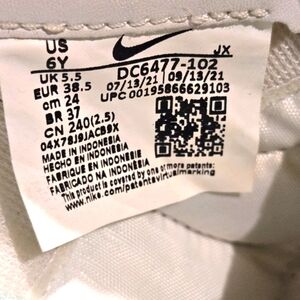 US
6Y
JX
UK 5.5
DC6477-102
EUR 38.5
07/13/21
09/13/21
cm 24
UPC 00195866629103
BR 37
CN 240(2.5)
04X78J9JACB9X
MADE IN INDONESIA
HECHO EN INDONESIA
FABRIQUÉ EN INDONÉSIE
FABRICADO NA INDONÉSIA
This product is covered by one or more patents:
www.nike.com/patentsvirtualmarking